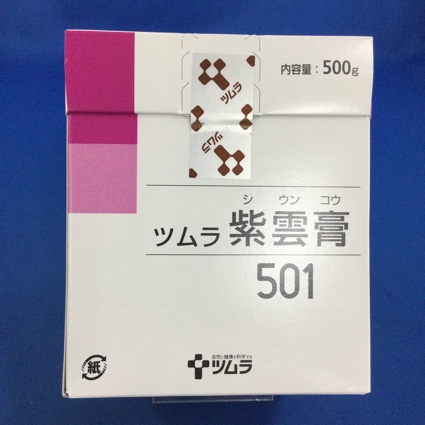 内容量：500g
ツムラ
ツムラ
シ ウン コウ
ツムラ 紫雲膏
501
紙
自然と健康を科学する
ツムラ